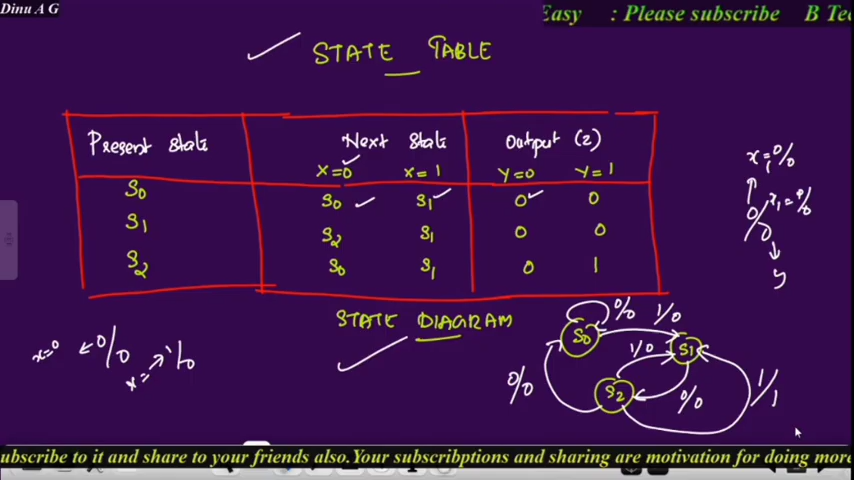 Dinu A G
Easy : Please subscribe B Tec
STATE TABLE
Present State Next State Output (Z)
X=0 X=1 Y=0 Y=1
S0 S0 S1 0 0
S1 S2 S1 0 0
S2 S0 S1 0 1
STATE DIAGRAM
x=0 0/0
x= 1/0
0/0
y
S0 0/0 1/0
S1
S2 1/0 0/0
0/0
1/1
ubscribe to it and share to your friends also.Your subscribptions and sharing are motivation for doing more